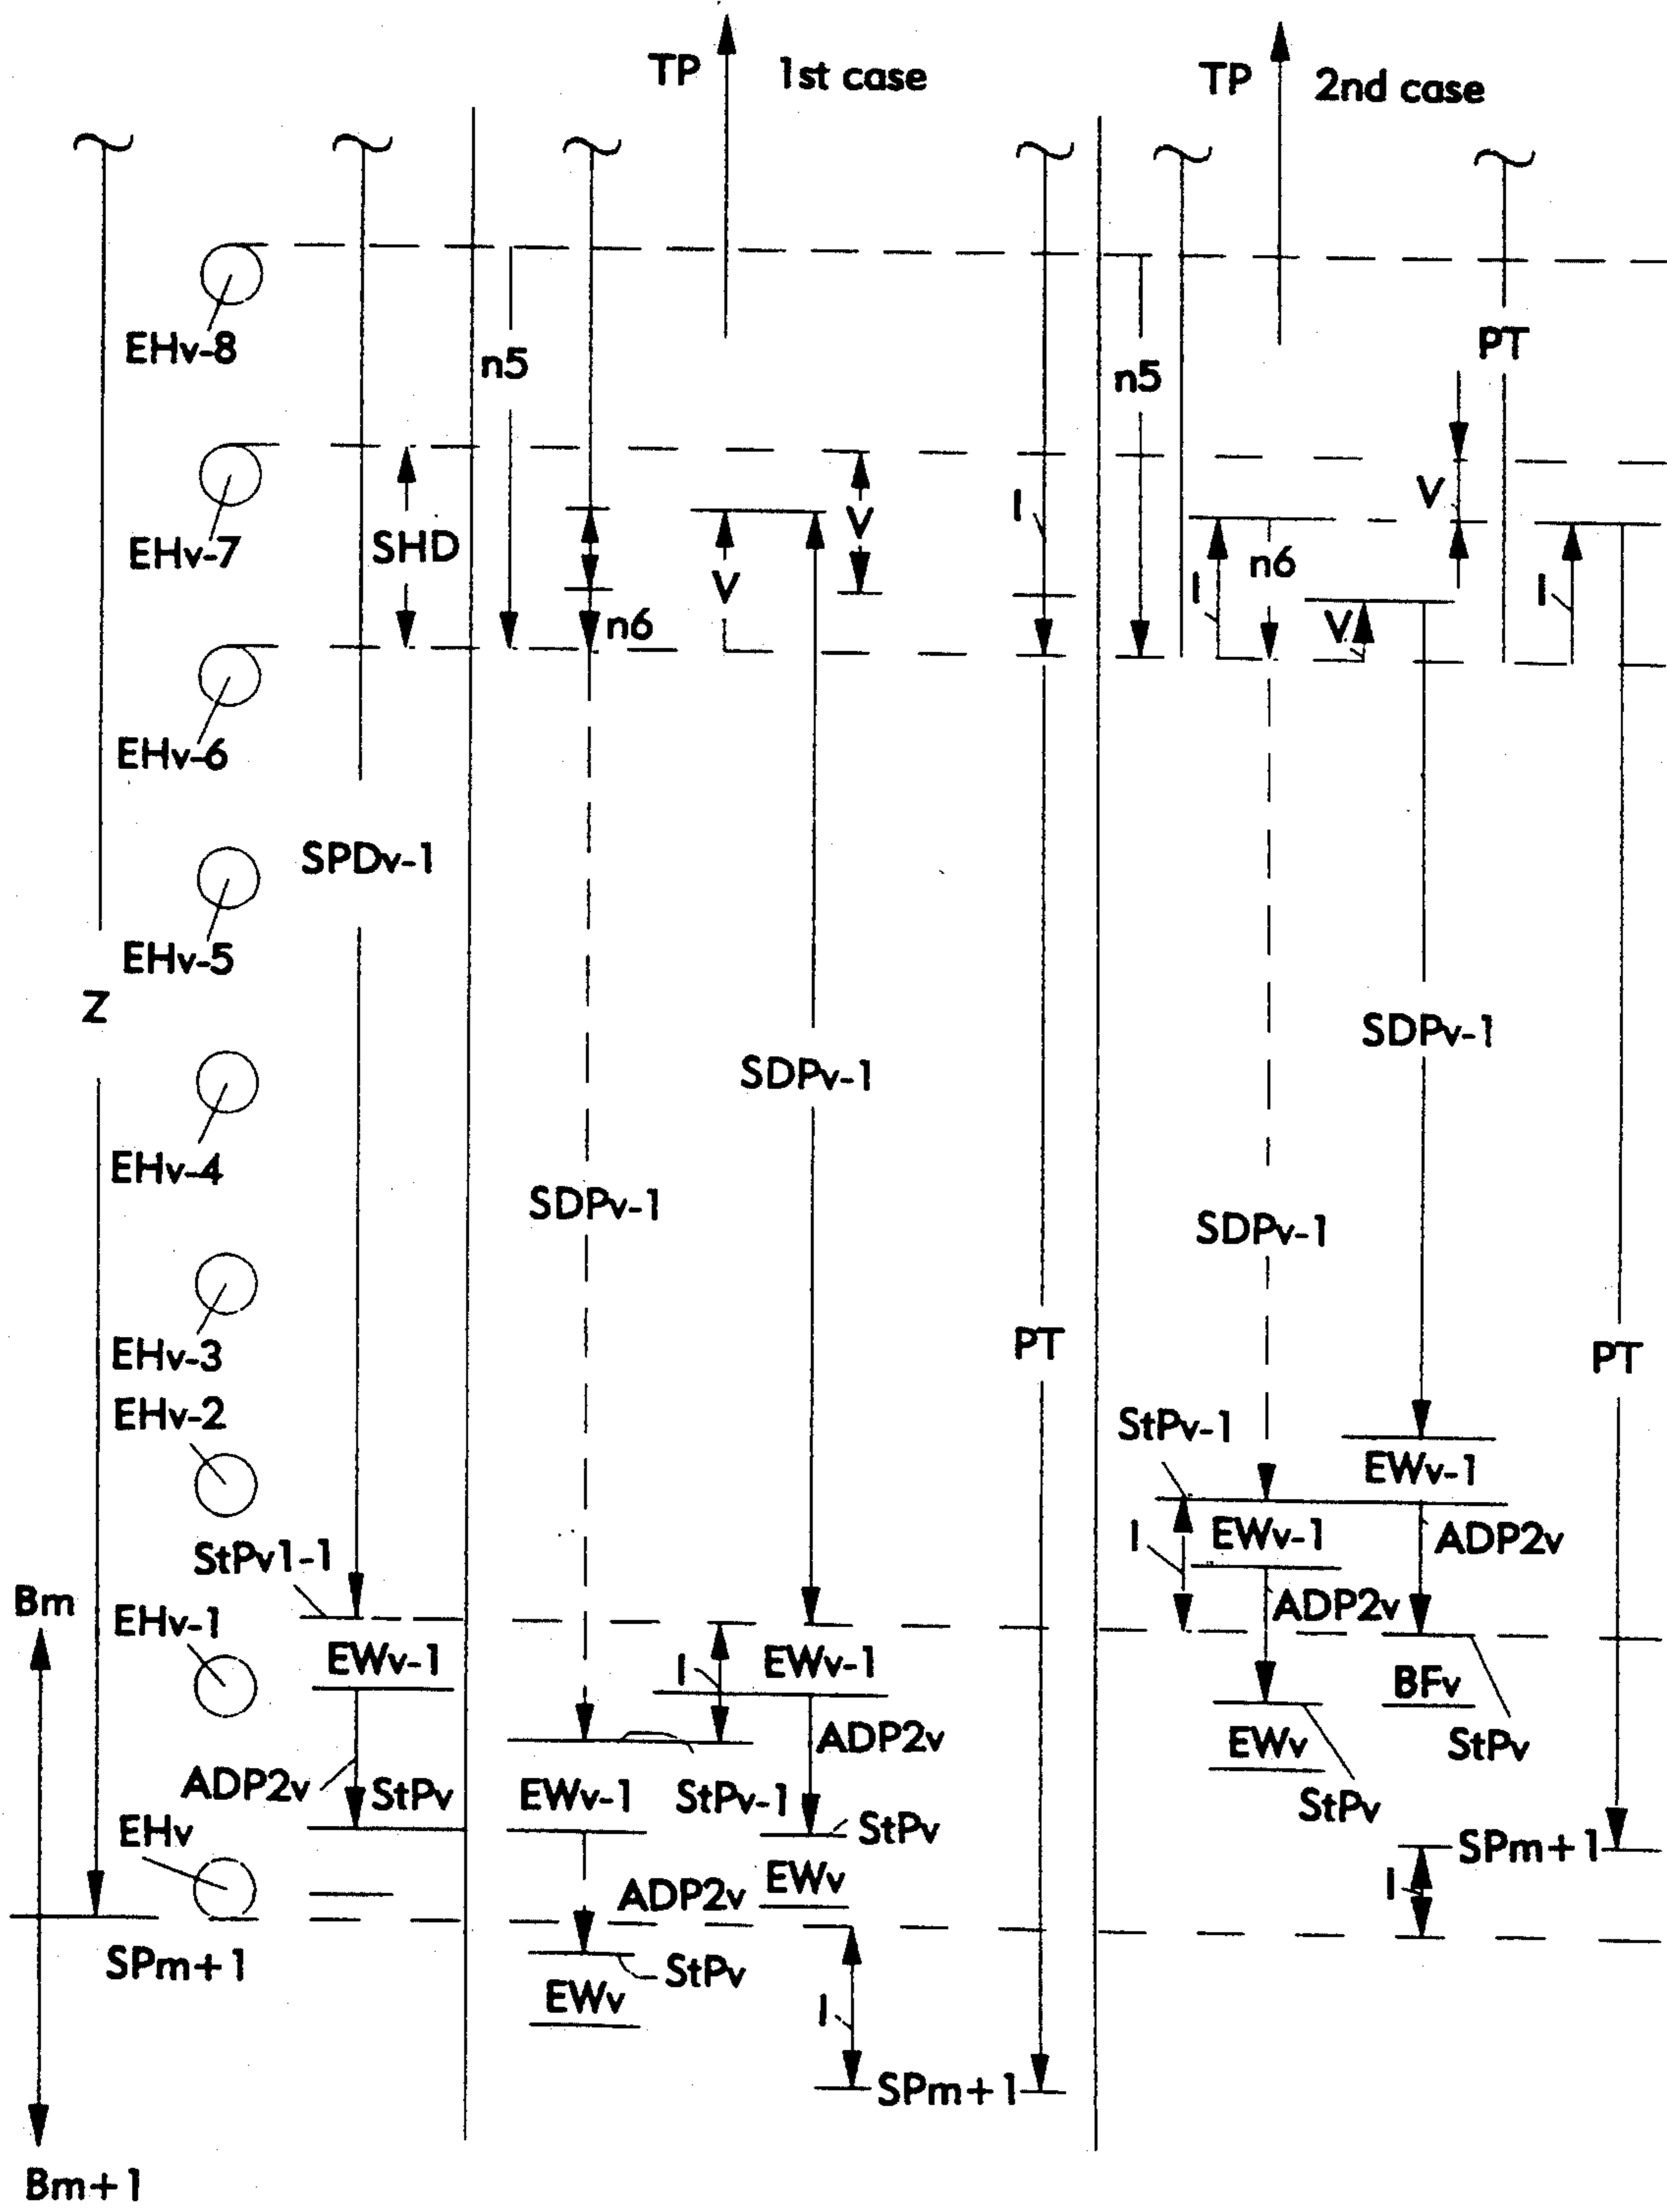 TP 1st case TP 2nd case
EHv-8 n5 n5 PT
EHv-7 SHD V V I I n6 V I
n6 V
EHv-6
SPDv-1
EHv-5
Z
SDPv-1 SDPv-1
EHv-4
SDPv-1 SDPv-1
EHv-3 PT PT
EHv-2 StPv-1
EWv-1
StPv1-1 I EWv-1 ADP2v
Bm EHv-1 ADP2v
EWv-1 I EWv-1 BFv
ADP2v EWv StPv
ADP2v StPv EWv-1 StPv-1 StPv StPv
EHv SPm+1
ADP2v EWv I
SPm+1 StPv
EWv I
SPm+1
Bm+1